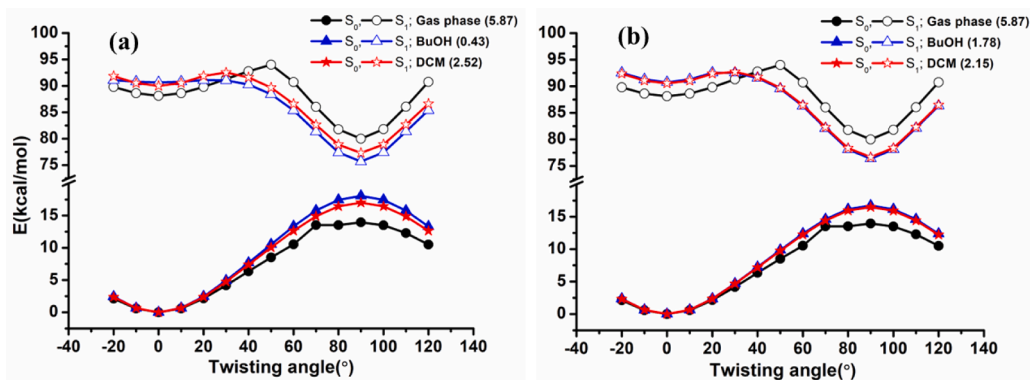 (a)
S0, S1; Gas phase (5.87)
S0, S1; BuOH (0.43)
S0, S1; DCM (2.52)
100
95
90
85
80
75
15
10
5
0
E(kcal/mol)
-40 -20 0 20 40 60 80 100 120 140
Twisting angle(°)
(b)
S0, S1; Gas phase (5.87)
S0, S1; BuOH (1.78)
S0, S1; DCM (2.15)
100
95
90
85
80
75
15
10
5
0
-40 -20 0 20 40 60 80 100 120 140
Twisting angle(°)